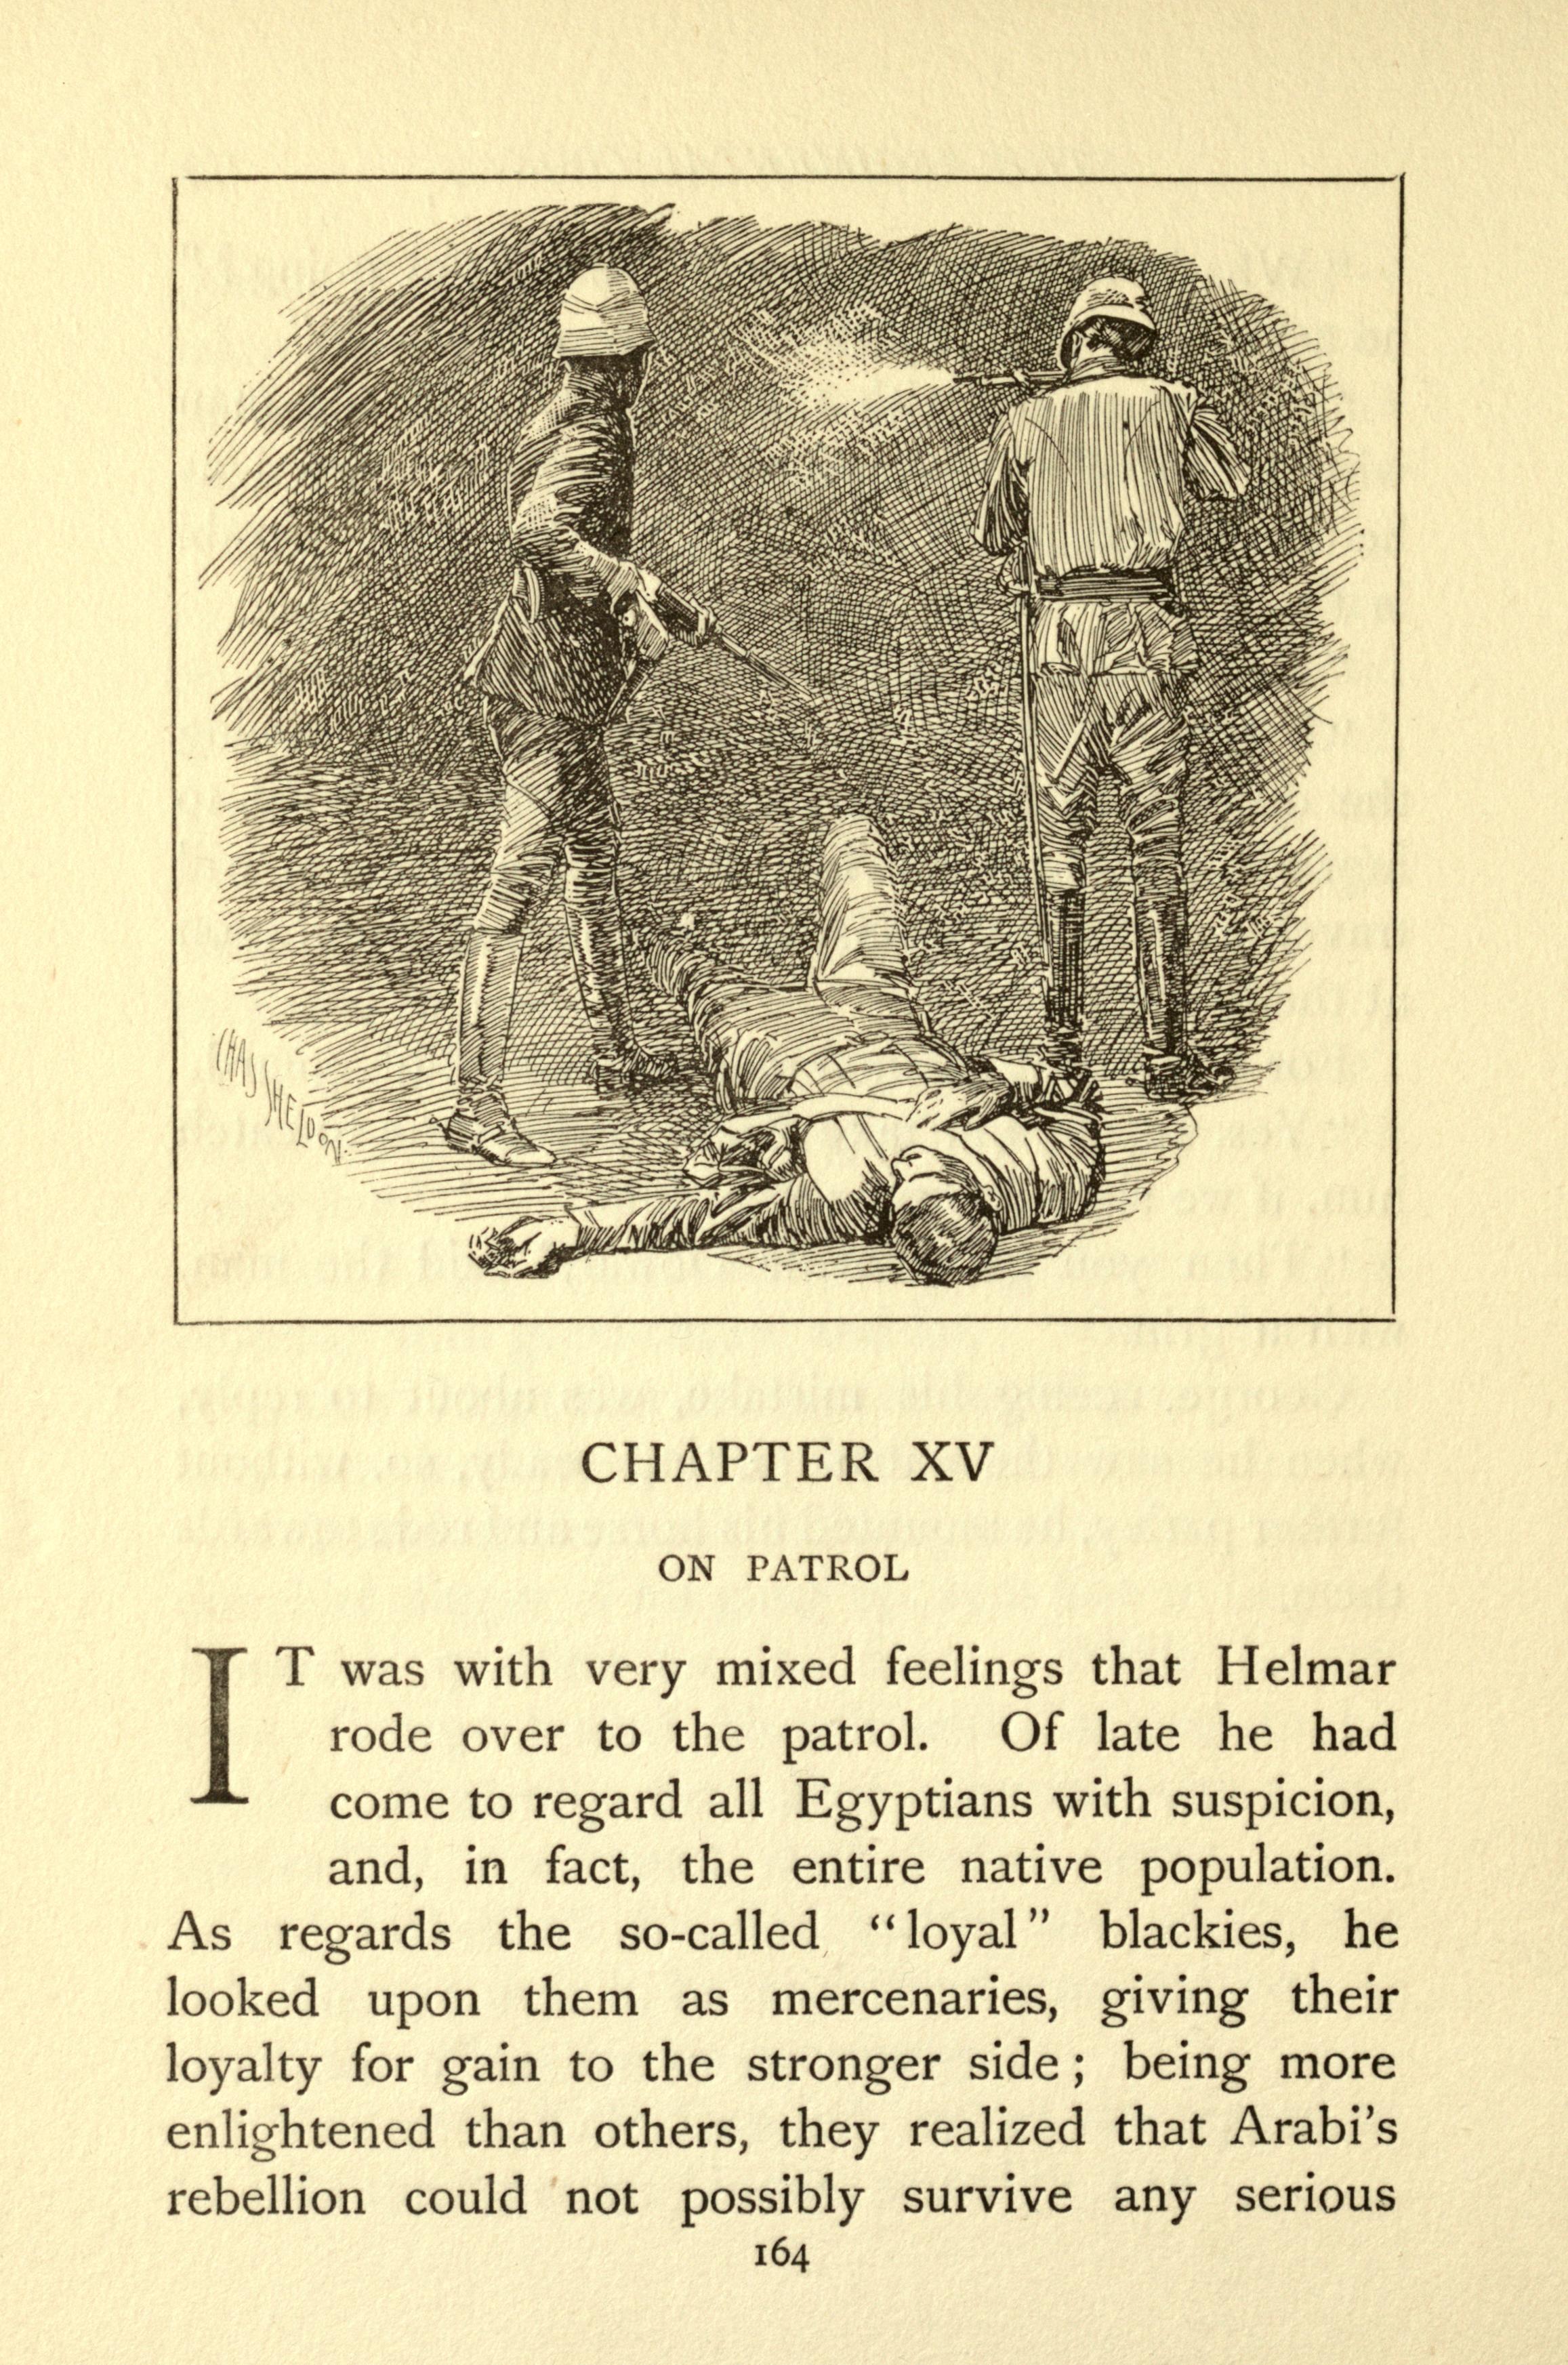 CHAS SHELDON.
CHAPTER XV
ON PATROL
IT was with very mixed feelings that Helmar
rode over to the patrol. Of late he had
come to regard all Egyptians with suspicion,
and, in fact, the entire native population.
As regards the so-called “loyal” blackies, he
looked upon them as mercenaries, giving their
loyalty for gain to the stronger side; being more
enlightened than others, they realized that Arabi’s
rebellion could not possibly survive any serious
164